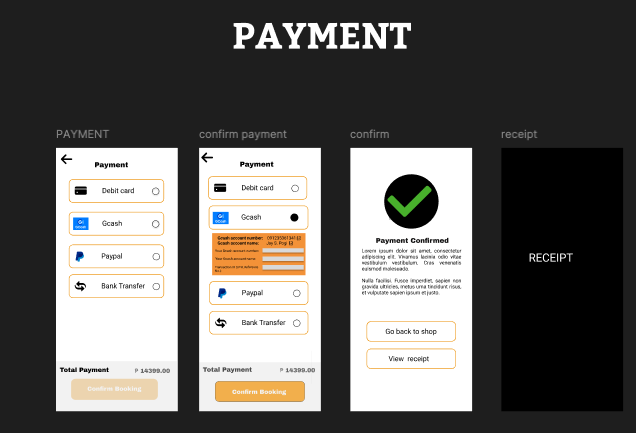 PAYMENT
PAYMENT
Payment
Debit card
Gcash
Paypal
Bank Transfer
Total Payment
₱ 14399.00
Confirm Booking
confirm payment
Payment
Debit card
Gcash
Gcash account number:
Gcash account name:
Joy S. Pogi
Your Gcash account number:
Your Gcash account name:
Paypal
Bank Transfer
Total Payment
₱ 14399.00
Confirm Booking
confirm
Payment Confirmed
Lorem ipsum dolor sit amet, consectetur
adipiscing elit. Vivamus lacinia odio vitae
vestibulum vestibulum. Cras venenatis
euismod malesuada.
Nulla facilisi. Fusce imperdiet, sapien non
gravida ultricies, metus urna tincidunt risus,
et vulputate sapien ipsum et justo.
Go back to shop
View receipt
receipt
RECEIPT